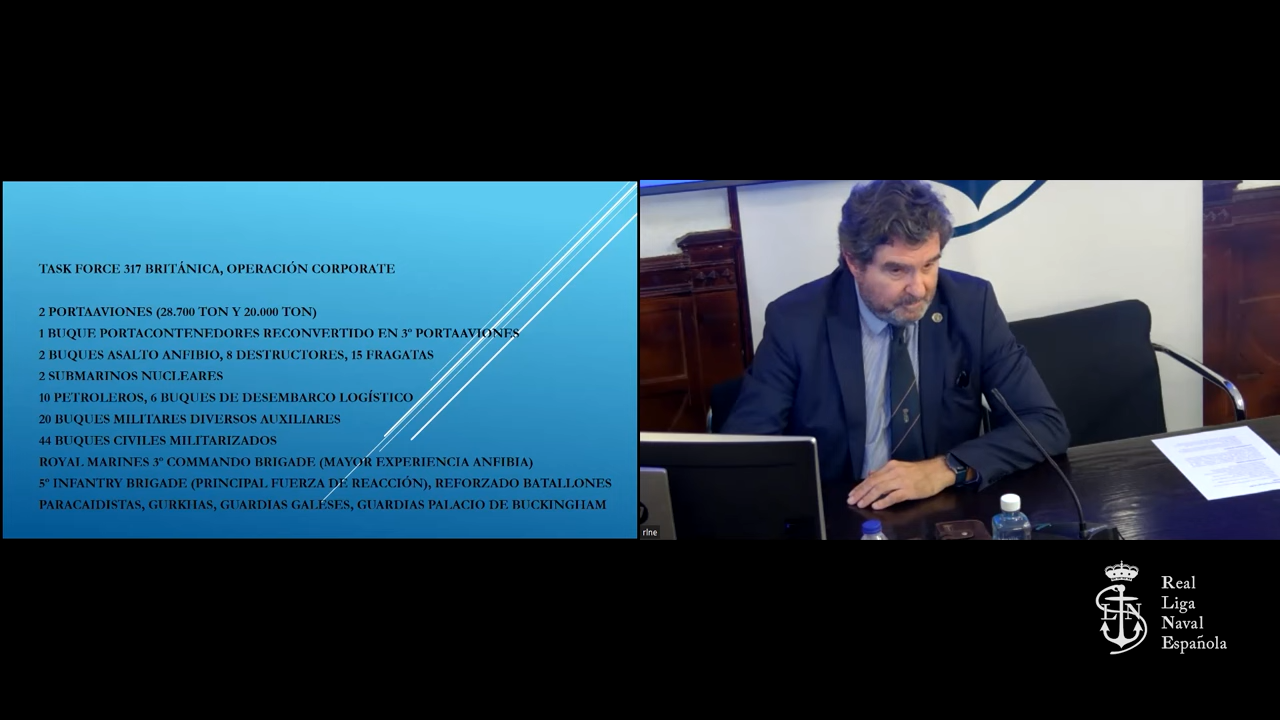 TASK FORCE 317 BRITÁNICA, OPERACIÓN CORPORATE
2 PORTAAVIONES (28.700 TON Y 20.000 TON)
1 BUQUE PORTACONTENEDORES RECONVERTIDO EN 3º PORTAAVIONES
2 BUQUES ASALTO ANFIBIO, 8 DESTRUCTORES, 15 FRAGATAS
2 SUBMARINOS NUCLEARES
10 PETROLEROS, 6 BUQUES DE DESEMBARCO LOGÍSTICO
20 BUQUES MILITARES DIVERSOS AUXILIARES
44 BUQUES CIVILES MILITARIZADOS
ROYAL MARINES 3º COMMANDO BRIGADE (MAYOR EXPERIENCIA ANFIBIA)
5º INFANTRY BRIGADE (PRINCIPAL FUERZA DE REACCIÓN), REFORZADO BATALLONES
PARACAIDISTAS, GURKHAS, GUARDIAS GALESES, GUARDIAS PALACIO DE BUCKINGHAM
rlne
LN
Real
Liga
Naval
Española